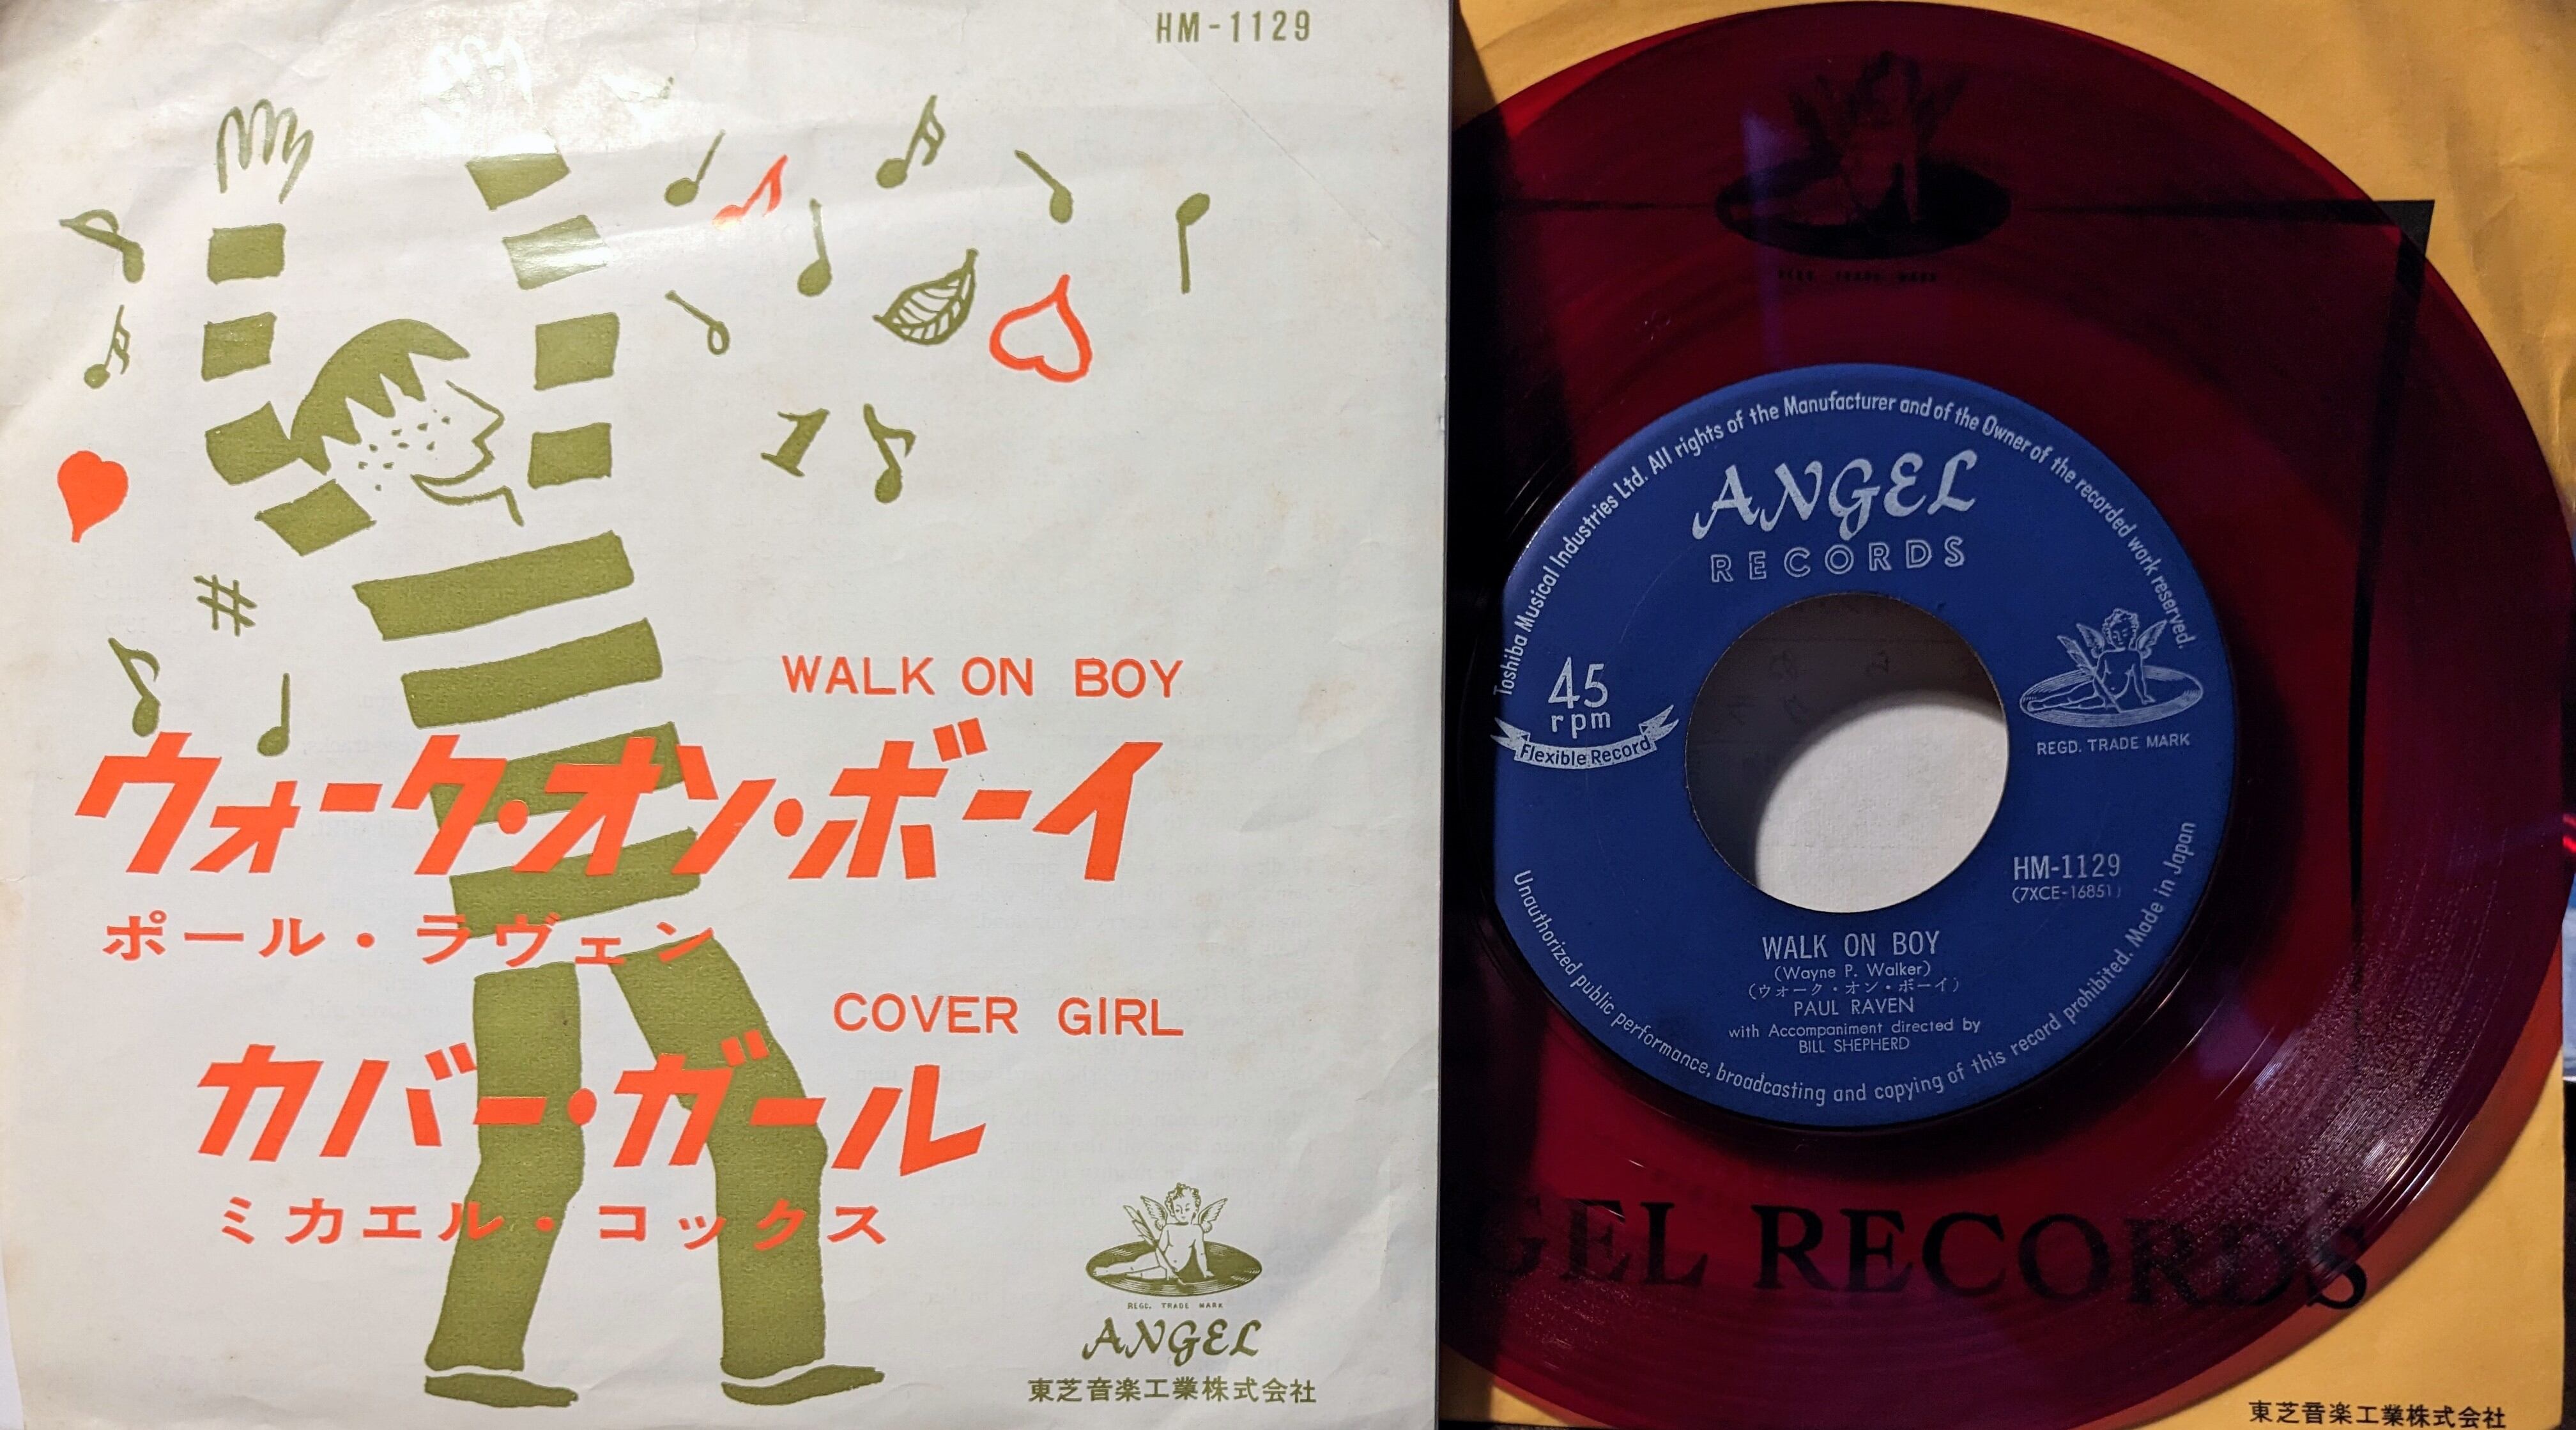 HM-1129
WALK ON BOY
ウォーク・オン・ボーイ
ポール・ラヴェン
COVER GIRL
カバー・ガール
ミカエル・コックス
REGD. TRADE MARK
ANGEL
東芝音楽工業株式会社
REGD. TRADE MARK
Toshiba Musical Industries Ltd. All rights of the Manufacturer and of the Owner of the recorded work reserved.
ANGEL
RECORDS
45
rpm
Flexible Record
REGD. TRADE MARK
HM-1129
(7XCE-16851)
WALK ON BOY
(Wayne P. Walker)
(ウォーク・オン・ボーイ)
PAUL RAVEN
with Accompaniment directed by
BILL SHEPHERD
Unauthorized public performance, broadcasting and copying of this record prohibited. Made in Japan
GEL RECORDS
東芝音楽工業株式会社